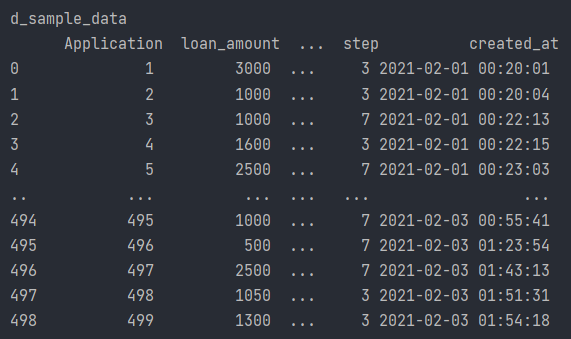 d_sample_data
Application loan_amount ... step created_at
0 1 3000 ... 3 2021-02-01 00:20:01
1 2 1000 ... 3 2021-02-01 00:20:04
2 3 1000 ... 7 2021-02-01 00:22:13
3 4 1600 ... 3 2021-02-01 00:22:15
4 5 2500 ... 7 2021-02-01 00:23:03
.. ... ... ... ... ...
494 495 1000 ... 7 2021-02-03 00:55:41
495 496 500 ... 7 2021-02-03 01:23:54
496 497 2500 ... 7 2021-02-03 01:43:13
497 498 1050 ... 3 2021-02-03 01:51:31
498 499 1300 ... 3 2021-02-03 01:54:18